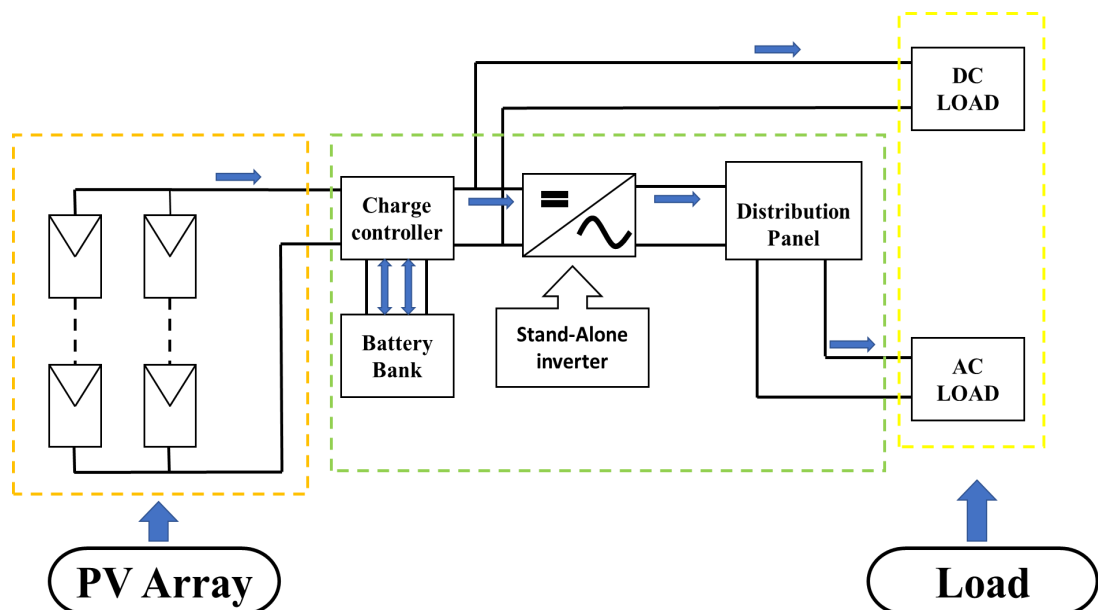 DC
LOAD
Charge
controller
Distribution
Panel
Battery
Bank
Stand-Alone
inverter
AC
LOAD
PV Array
Load